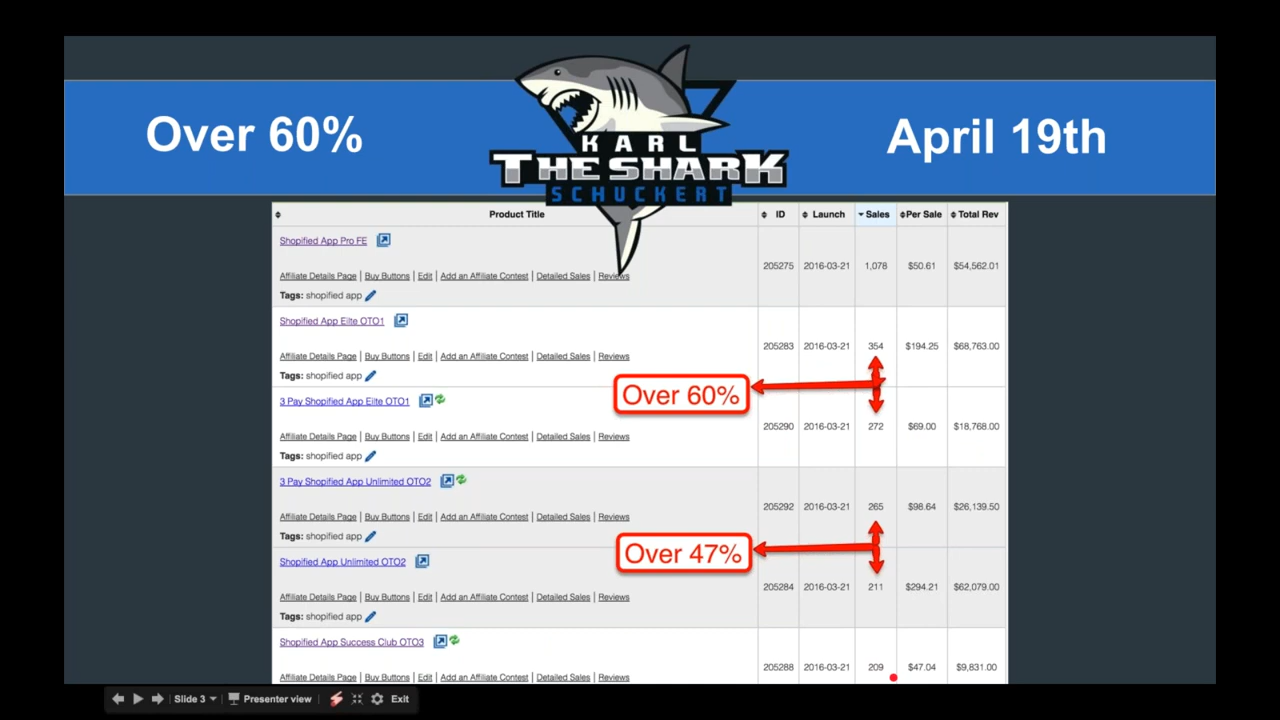 Over 60%
KARL
THE SHARK
SCHUCKERT
April 19th
Product Title ID Launch Sales Per Sale Total Rev
Shopified App Pro FE
205275 2016-03-21 1,078 $50.61 $54,562.01
Affiliate Details Page | Buy Buttons | Edit | Add an Affiliate Contest | Detailed Sales | Reviews
Tags: shopified app
Shopified App Elite OTO1
205283 2016-03-21 354 $194.25 $68,763.00
Affiliate Details Page | Buy Buttons | Edit | Add an Affiliate Contest | Detailed Sales | Reviews
Tags: shopified app
Over 60%
3 Pay Shopified App Elite OTO1
205290 2016-03-21 272 $69.00 $18,768.00
Affiliate Details Page | Buy Buttons | Edit | Add an Affiliate Contest | Detailed Sales | Reviews
Tags: shopified app
3 Pay Shopified App Unlimited OTO2
205292 2016-03-21 265 $98.64 $26,139.50
Affiliate Details Page | Buy Buttons | Edit | Add an Affiliate Contest | Detailed Sales | Reviews
Tags: shopified app
Over 47%
Shopified App Unlimited OTO2
205284 2016-03-21 211 $294.21 $62,079.00
Affiliate Details Page | Buy Buttons | Edit | Add an Affiliate Contest | Detailed Sales | Reviews
Tags: shopified app
Shopified App Success Club OTO3
205288 2016-03-21 209 $47.04 $9,831.00
Affiliate Details Page | Buy Buttons | Edit | Add an Affiliate Contest | Detailed Sales | Reviews
Slide 3 Presenter view Exit